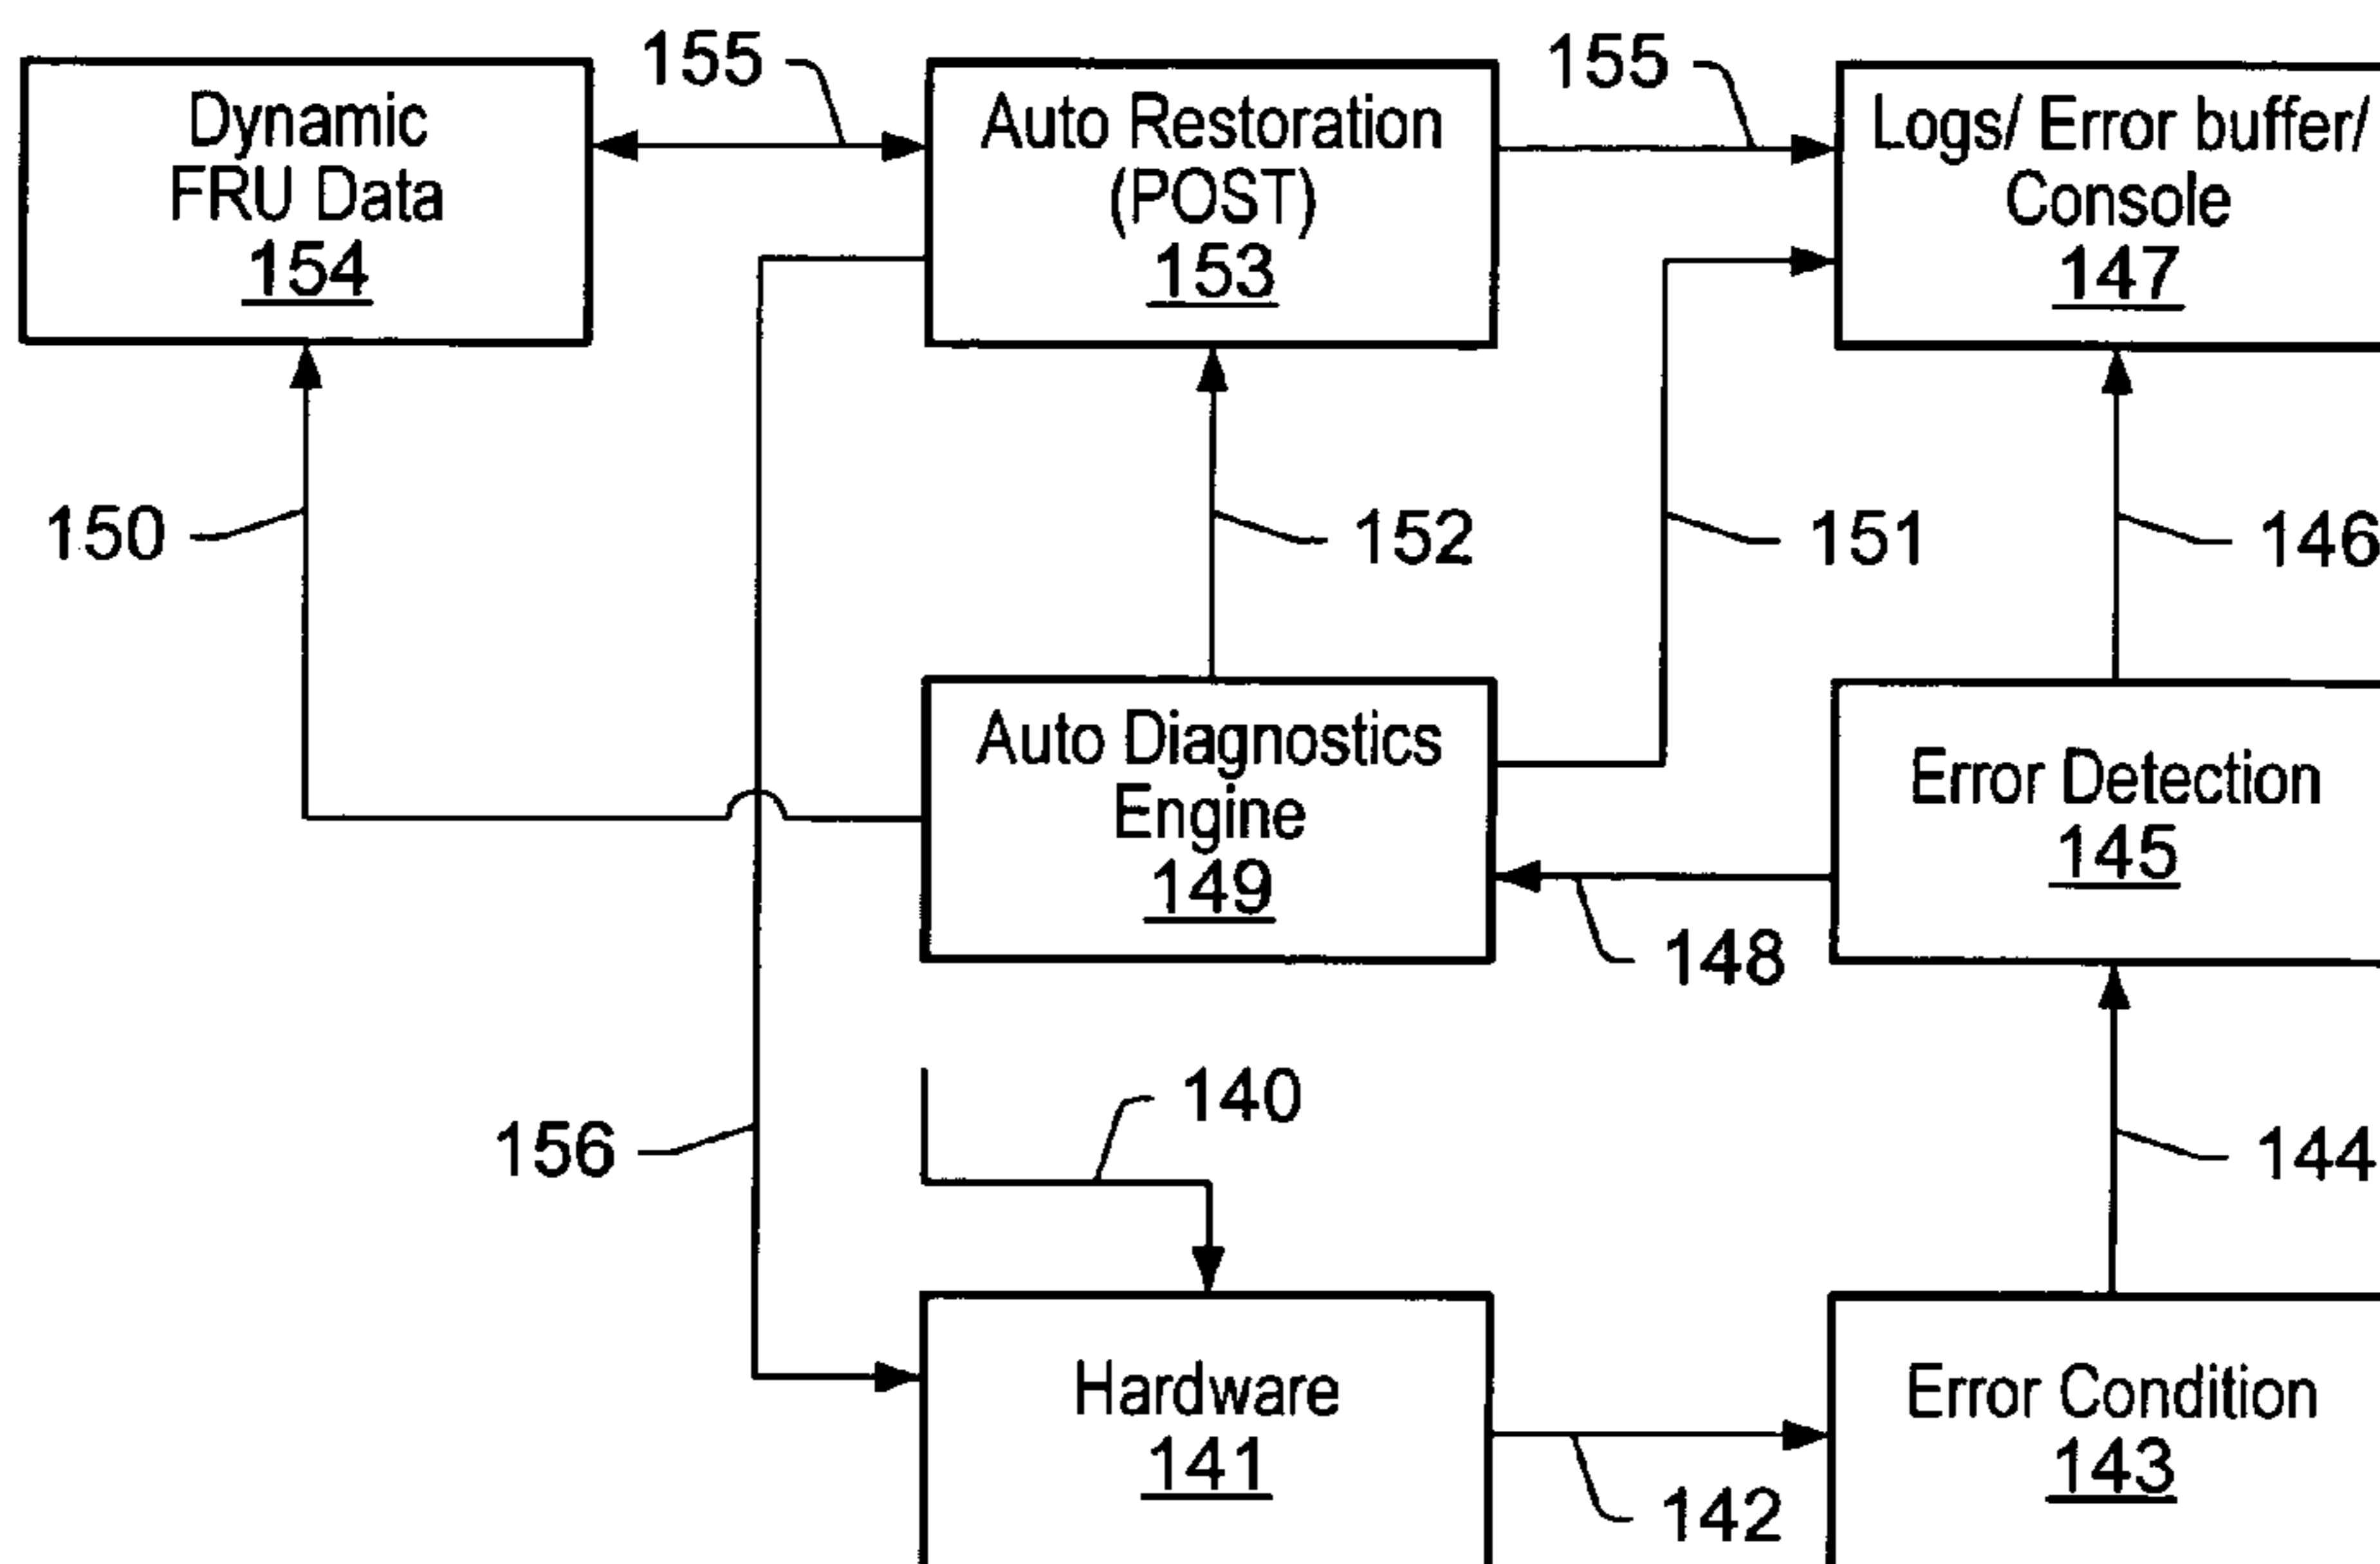 155
155
Dynamic
FRU Data
154
Auto Restoration
(POST)
153
Logs/ Error buffer/
Console
147
150
152
151
146
Auto Diagnostics
Engine
149
Error Detection
145
148
140
156
144
Hardware
141
Error Condition
143
142